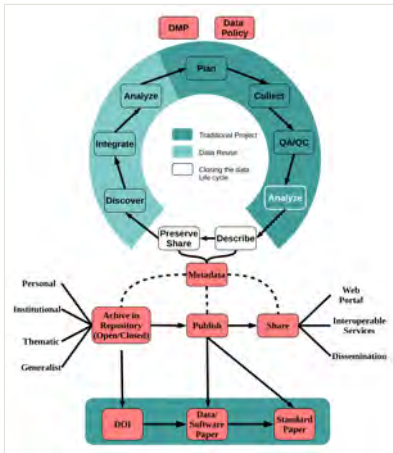 DMP
Data
Policy
Plan
Analyze
Collect
Integrate
QA/QC
Traditional Project
Data Reuse
Closing the data
Life cycle
Discover
Analyze
Preserve
Share
Describe
Metadata
Personal
Institutional
Thematic
Generalist
Achive in
Repository
(Open/Closed)
Publish
Share
Web
Portal
Interoperable
Services
Dissemination
DOI
Data/
Software
Paper
Standard
Paper